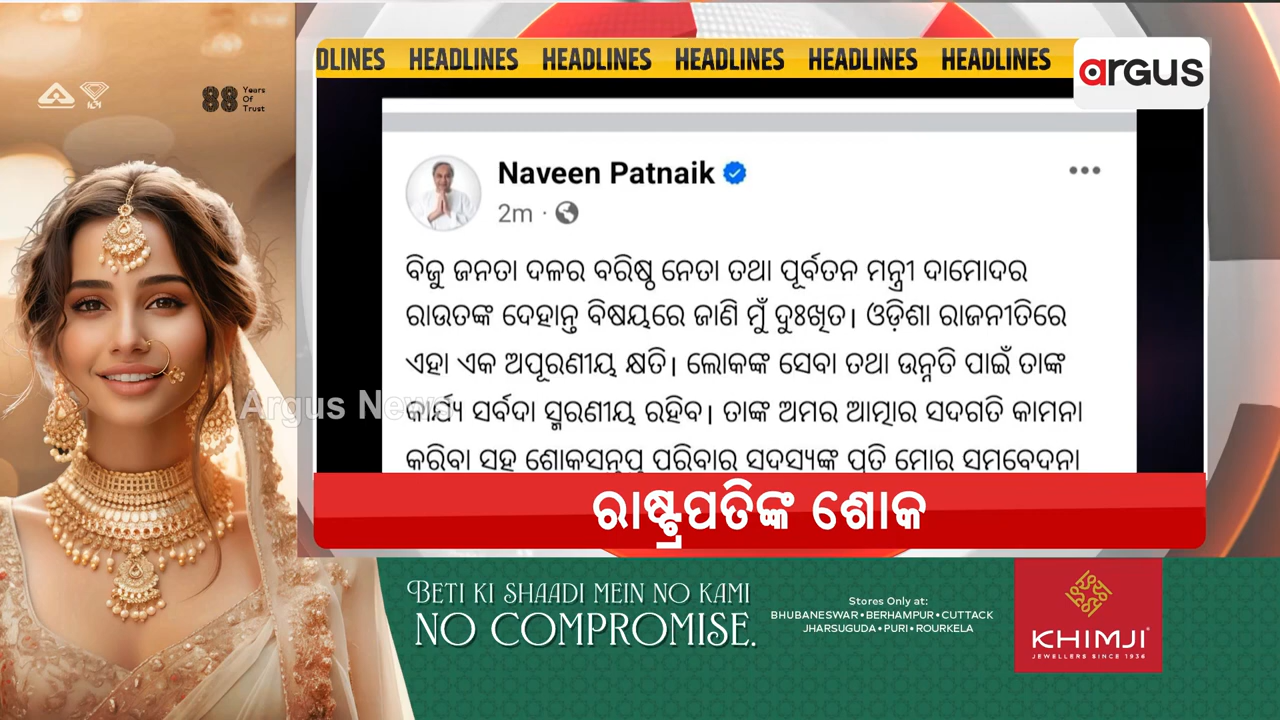 DLINES HEADLINES HEADLINES HEADLINES HEADLINES HEADLINES
argus
88 Years Of Trust
Naveen Patnaik
2m ·
ବିଜୁ ଜନତା ଦଳର ବରିଷ୍ଠ ନେତା ତଥା ପୂର୍ବତନ ମନ୍ତ୍ରୀ ଦାମୋଦର
ରାଉତଙ୍କ ଦେହାନ୍ତ ବିଷୟରେ ଜାଣି ମୁଁ ଦୁଃଖିତ। ଓଡ଼ିଶା ରାଜନୀତିରେ
ଏହା ଏକ ଅପୂରଣୀୟ କ୍ଷତି। ଲୋକଙ୍କ ସେବା ତଥା ଉନ୍ନତି ପାଇଁ ତାଙ୍କ
କାର୍ଯ୍ୟ ସର୍ବଦା ସ୍ମରଣୀୟ ରହିବ। ତାଙ୍କ ଅମର ଆତ୍ମାର ସଦଗତି କାମନା
କରିବା ସହ ଶୋକସନ୍ତପ୍ତ ପରିବାର ସଦସ୍ୟଙ୍କ ପ୍ରତି ମୋର ସମବେଦନା
Argus News
ରାଷ୍ଟ୍ରପତିଙ୍କ ଶୋକ
BETI KI SHAADI MEIN NO KAMI
NO COMPROMISE.
Stores Only at:
BHUBANESWAR • BERHAMPUR • CUTTACK
JHARSUGUDA • PURI • ROURKELA
KHIMJI
JEWELLERS SINCE 1936